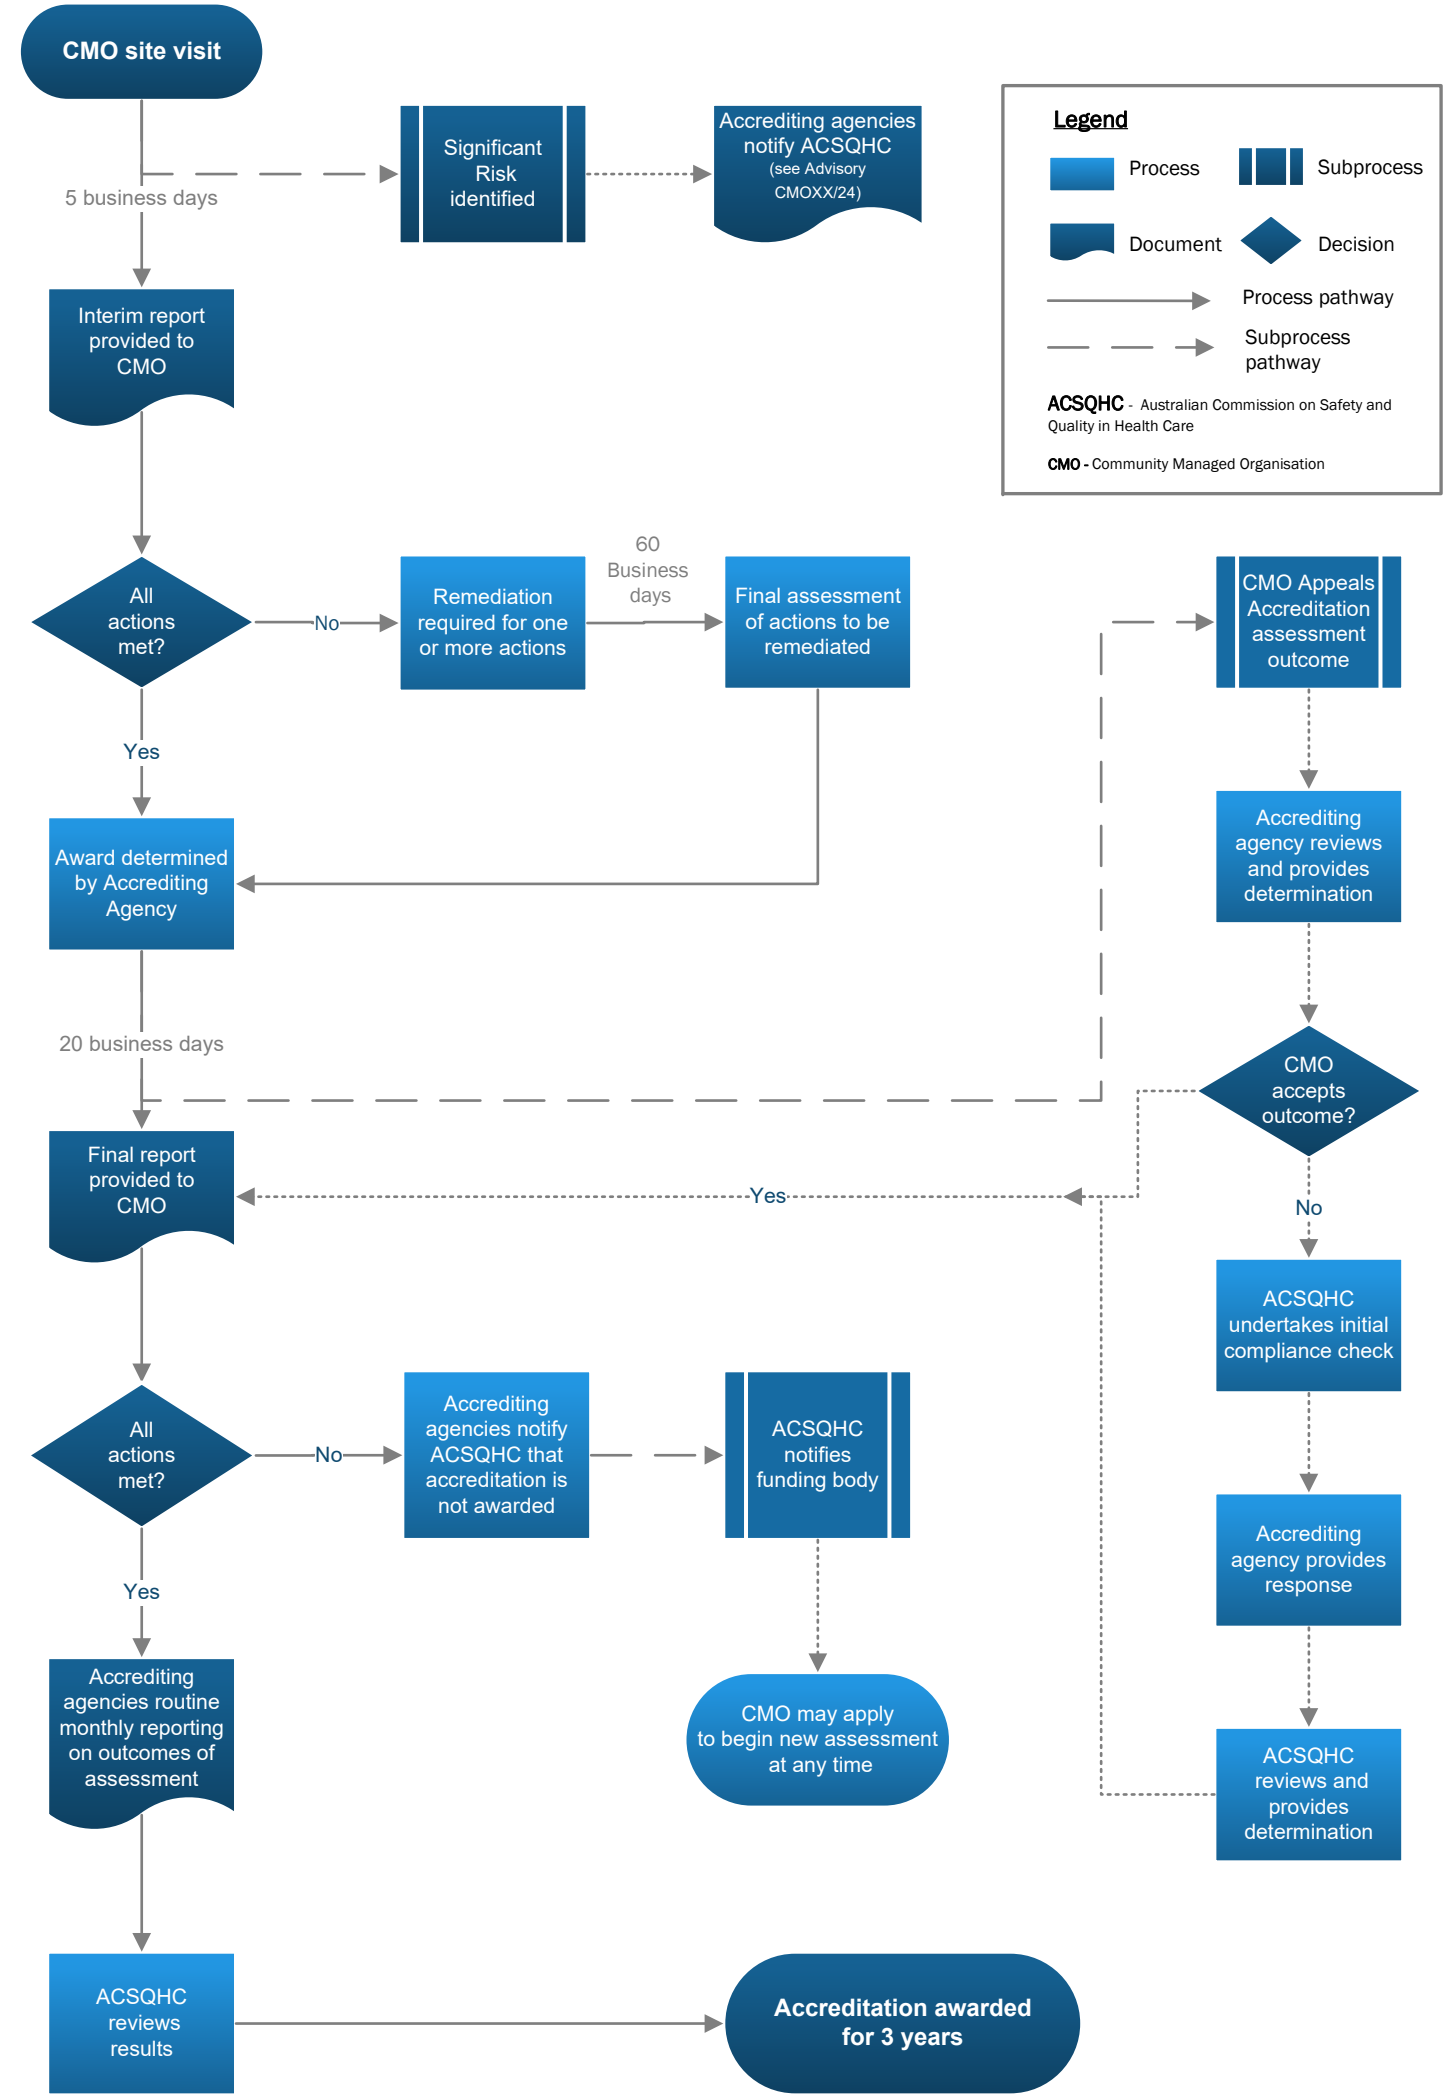 CMO site visit
5 business days
Significant
Risk
identified
Accrediting agencies
notify ACSQHC
(see Advisory
CMOXX/24)
Legend
Process
Subprocess
Document
Decision
Process pathway
Subprocess
pathway
ACSQHC - Australian Commission on Safety and
Quality in Health Care
CMO - Community Managed Organisation
Interim report
provided to
CMO
All
actions
met?
No
Remediation
required for one
or more actions
60
Business
days
Final assessment
of actions to be
remediated
Yes
Award determined
by Accrediting
Agency
20 business days
CMO Appeals
Accreditation
assessment
outcome
Accrediting
agency reviews
and provides
determination
CMO
accepts
outcome?
Yes
No
Final report
provided to
CMO
ACSQHC
undertakes initial
compliance check
Accrediting
agency provides
response
ACSQHC
reviews and
provides
determination
All
actions
met?
No
Accrediting
agencies notify
ACSQHC that
accreditation is
not awarded
ACSQHC
notifies
funding body
CMO may apply
to begin new assessment
at any time
Yes
Accrediting
agencies routine
monthly reporting
on outcomes of
assessment
ACSQHC
reviews
results
Accreditation awarded
for 3 years